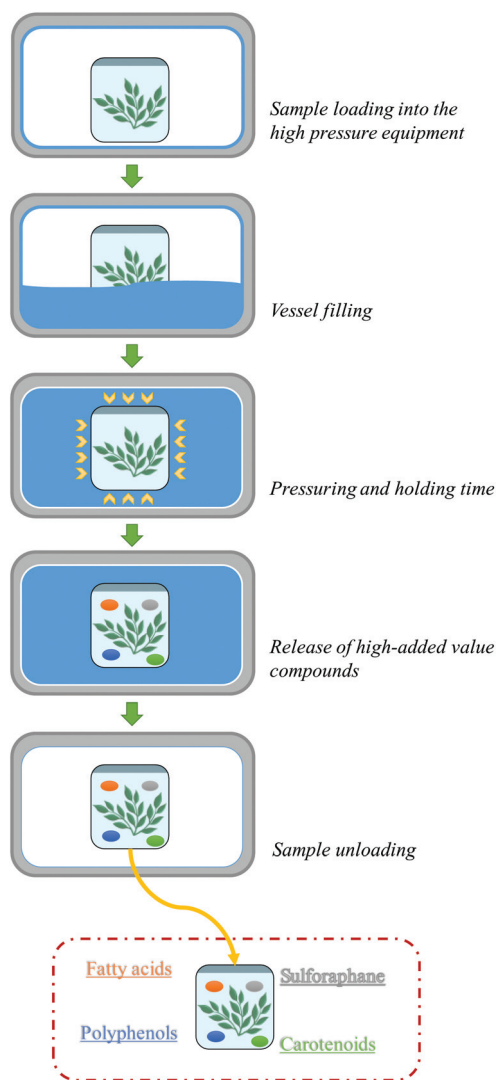 Sample loading into the
high pressure equipment
Vessel filling
Pressuring and holding time
Release of high-added value
compounds
Sample unloading
Fatty acids
Sulforaphane
Polyphenols
Carotenoids